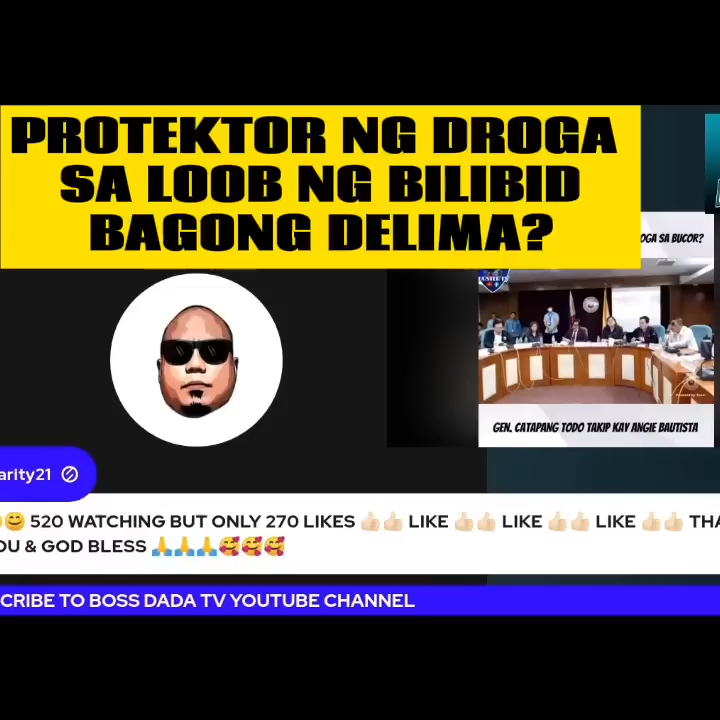 PROTEKTOR NG DROGA
SA LOOB NG BILIBID
BAGONG DELIMA?
OGA SA BUCOR?
GEN. CATAPANG TODO TAKIP KAY ANGIE BAUTISTA
arity21
😊 520 WATCHING BUT ONLY 270 LIKES 👍🏻👍🏻 LIKE 👍🏻👍🏻 LIKE 👍🏻👍🏻 LIKE 👍🏻👍🏻 THA
OU & GOD BLESS 🙏🙏🙏🥰🥰🥰
CRIBE TO BOSS DADA TV YOUTUBE CHANNEL